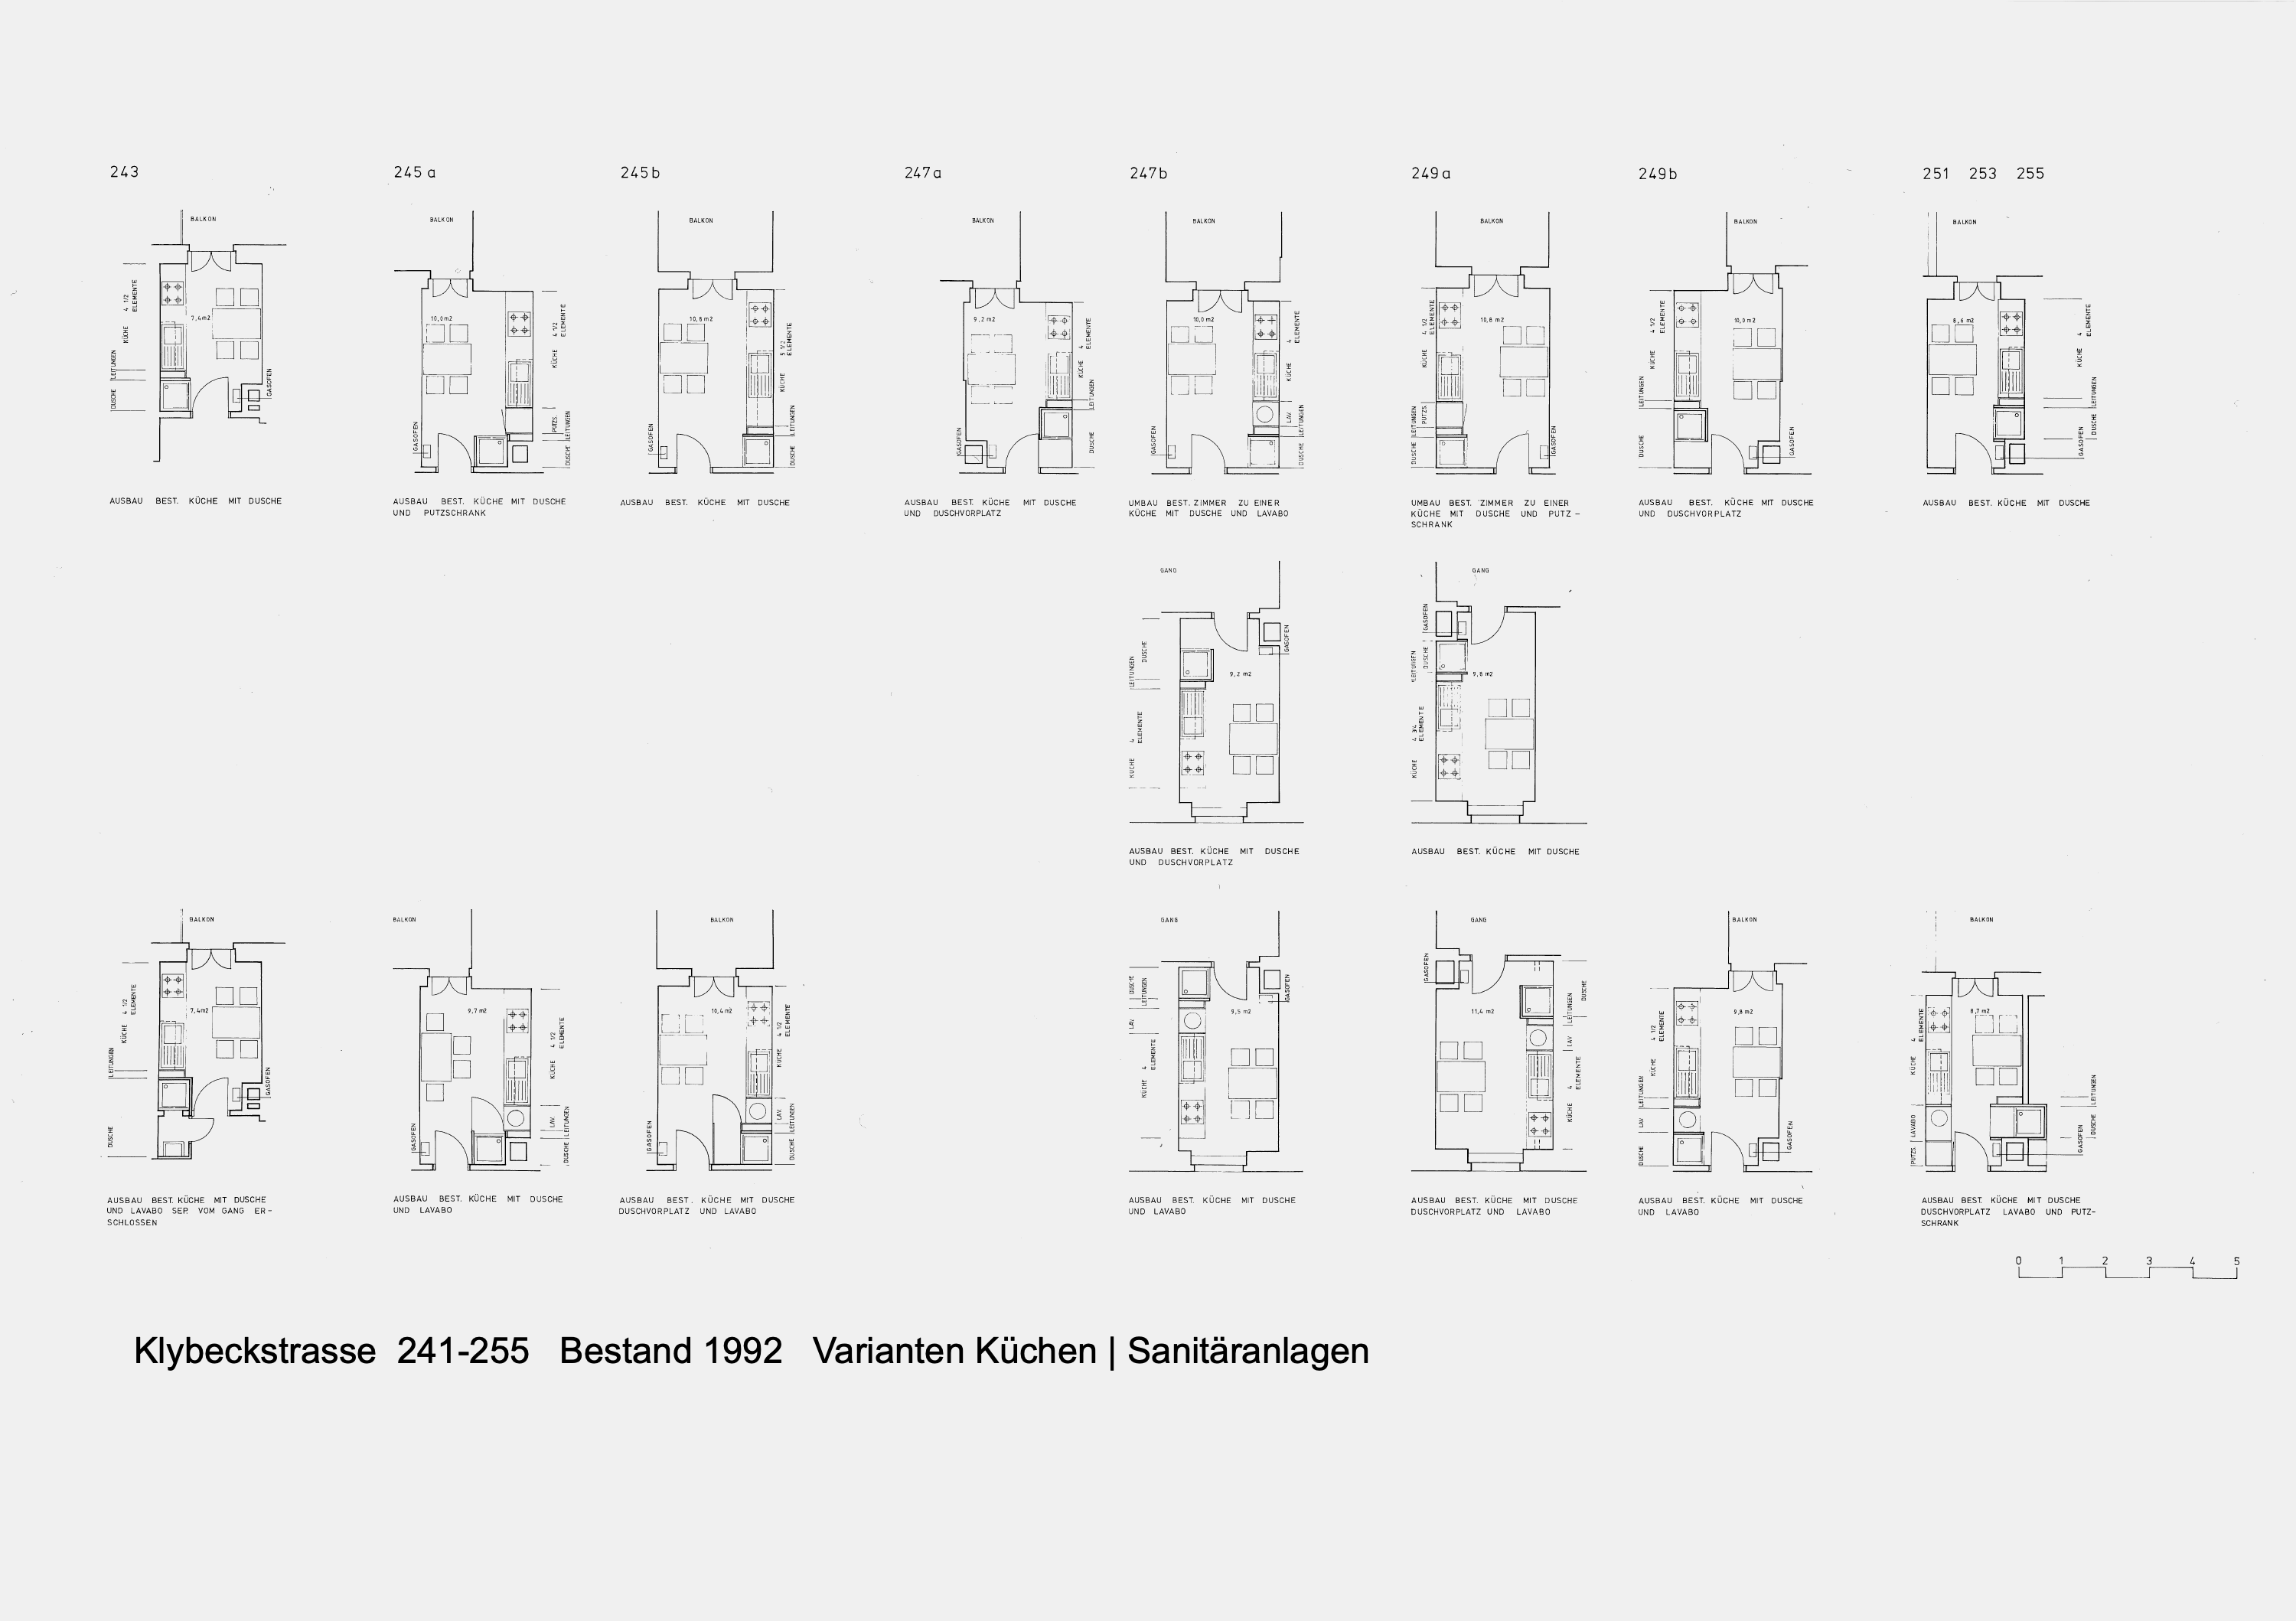 243
245 a
245 b
247a
247b
249 a
249b
251 253 255
BALKON
4 1/2
ELEMENTE
KÜCHE
LEITUNGEN
DUSCHE
7,4m2
GASOFEN
AUSBAU BEST. KÜCHE MIT DUSCHE
BALKON
10,0m2
4 1/2
ELEMENTE
KÜCHE
PUTZS.
LEITUNGEN
DUSCHE
GASOFEN
AUSBAU BEST. KÜCHE MIT DUSCHE
UND PUTZSCHRANK
BALKON
10,8 m2
5 1/2
ELEMENTE
KÜCHE
LEITUNGEN
DUSCHE
GASOFEN
AUSBAU BEST. KÜCHE MIT DUSCHE
BALKON
9,2 m2
4
ELEMENTE
KÜCHE
LEITUNGEN
DUSCHE
GASOFEN
AUSBAU BEST. KÜCHE MIT DUSCHE
UND DUSCHVORPLATZ
BALKON
10,0 m2
4
ELEMENTE
KÜCHE
LAV.
LEITUNGEN
DUSCHE
GASOFEN
UMBAU BEST. ZIMMER ZU EINER
KÜCHE MIT DUSCHE UND LAVABO
BALKON
10,8 m2
4 1/2
ELEMENTE
KÜCHE
PUTZS.
LEITUNGEN
DUSCHE
GASOFEN
UMBAU BEST. ZIMMER ZU EINER
KÜCHE MIT DUSCHE UND PUTZ -
SCHRANK
BALKON
10,0 m2
4 1/2
ELEMENTE
KÜCHE
LEITUNGEN
DUSCHE
GASOFEN
AUSBAU BEST. KÜCHE MIT DUSCHE
UND DUSCHVORPLATZ
BALKON
8,6 m2
4
ELEMENTE
KÜCHE
LEITUNGEN
DUSCHE
GASOFEN
AUSBAU BEST. KÜCHE MIT DUSCHE
GANG
GASOFEN
DUSCHE
LEITUNGEN
9,2 m2
4
ELEMENTE
KÜCHE
AUSBAU BEST. KÜCHE MIT DUSCHE
UND DUSCHVORPLATZ
GANG
GASOFEN
DUSCHE
LEITUNGEN
9,8 m2
4 3/4
ELEMENTE
KÜCHE
AUSBAU BEST. KÜCHE MIT DUSCHE
BALKON
4 1/2
ELEMENTE
KÜCHE
LEITUNGEN
DUSCHE
7,4m2
GASOFEN
AUSBAU BEST. KÜCHE MIT DUSCHE
UND LAVABO SEP. VOM GANG ER -
SCHLOSSEN
BALKON
9,7 m2
4 1/2
ELEMENTE
KÜCHE
LAV.
LEITUNGEN
DUSCHE
GASOFEN
AUSBAU BEST. KÜCHE MIT DUSCHE
UND LAVABO
BALKON
10,4 m2
4 1/2
ELEMENTE
KÜCHE
LAV.
LEITUNGEN
DUSCHE
GASOFEN
AUSBAU BEST. KÜCHE MIT DUSCHE
DUSCHVORPLATZ UND LAVABO
GANG
GASOFEN
DUSCHE
LEITUNGEN
LAV.
9,5 m2
4
ELEMENTE
KÜCHE
AUSBAU BEST. KÜCHE MIT DUSCHE
UND LAVABO
GANG
GASOFEN
DUSCHE
LEITUNGEN
LAV.
11,4 m2
4
ELEMENTE
KÜCHE
AUSBAU BEST. KÜCHE MIT DUSCHE
DUSCHVORPLATZ UND LAVABO
BALKON
9,8 m2
4 1/2
ELEMENTE
KÜCHE
LEITUNGEN
LAV
DUSCHE
GASOFEN
AUSBAU BEST. KÜCHE MIT DUSCHE
UND LAVABO
BALKON
8,7 m2
4
ELEMENTE
KÜCHE
LAVABO
PUTZS.
LEITUNGEN
DUSCHE
GASOFEN
AUSBAU BEST. KÜCHE MIT DUSCHE
DUSCHVORPLATZ LAVABO UND PUTZ-
SCHRANK
0 1 2 3 4 5
Klybeckstrasse 241-255 Bestand 1992 Varianten Küchen | Sanitäranlagen